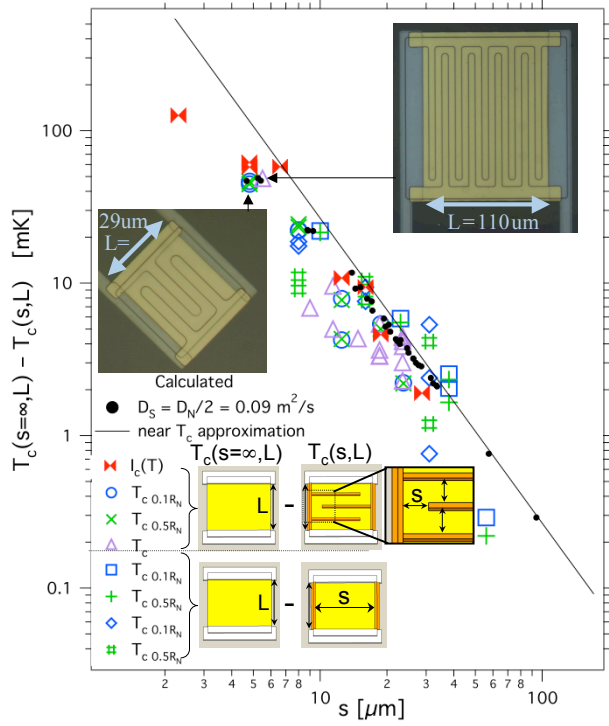 T_c(s=∞,L) − T_c(s,L)   [mK]
100
10
1
0.1
L=110um
29um
L=
Calculated
D_S = D_N/2 = 0.09 m²/s
near T_c approximation
T_c(s=∞,L)
T_c(s,L)
I_c(T)
T_c 0.1R_N
T_c 0.5R_N
T_c
L
-
s
T_c 0.1R_N
T_c 0.5R_N
T_c 0.1R_N
T_c 0.5R_N
L
-
s
2 3 4 5 6 7 8 10 2 3 4 5 6 7 8 100
s [μm]